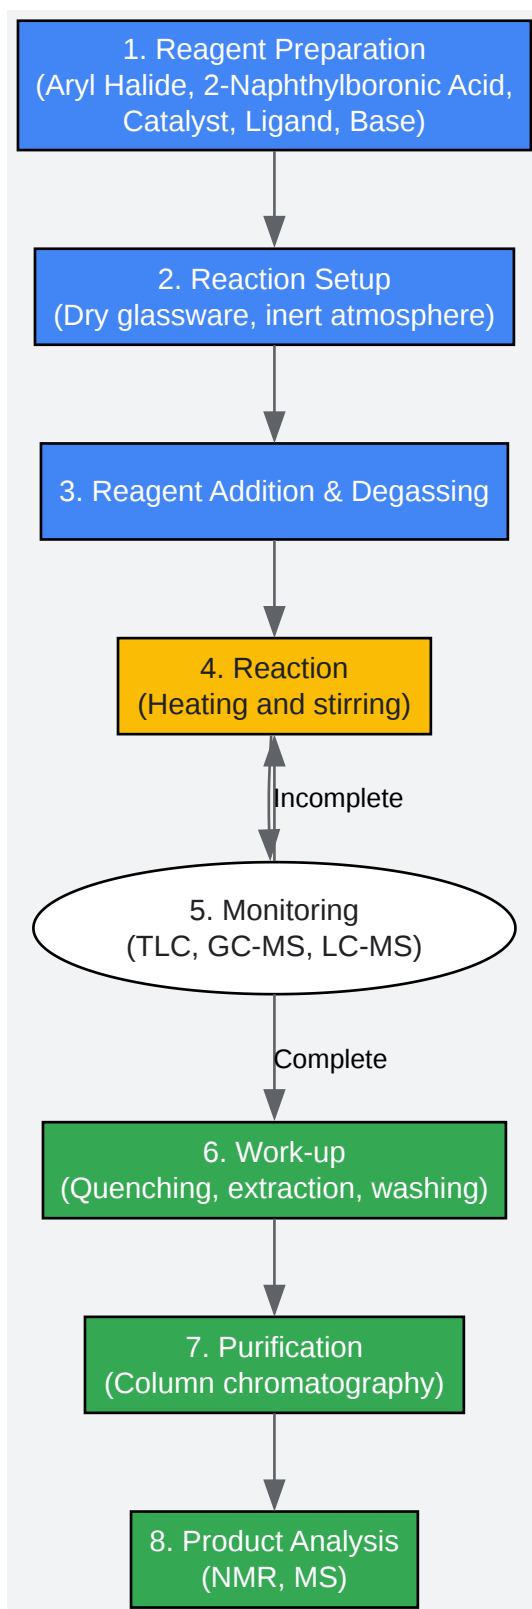 1. Reagent Preparation
(Aryl Halide, 2-Naphthylboronic Acid,
Catalyst, Ligand, Base)
2. Reaction Setup
(Dry glassware, inert atmosphere)
3. Reagent Addition & Degassing
4. Reaction
(Heating and stirring)
Incomplete
5. Monitoring
(TLC, GC-MS, LC-MS)
Complete
6. Work-up
(Quenching, extraction, washing)
7. Purification
(Column chromatography)
8. Product Analysis
(NMR, MS)